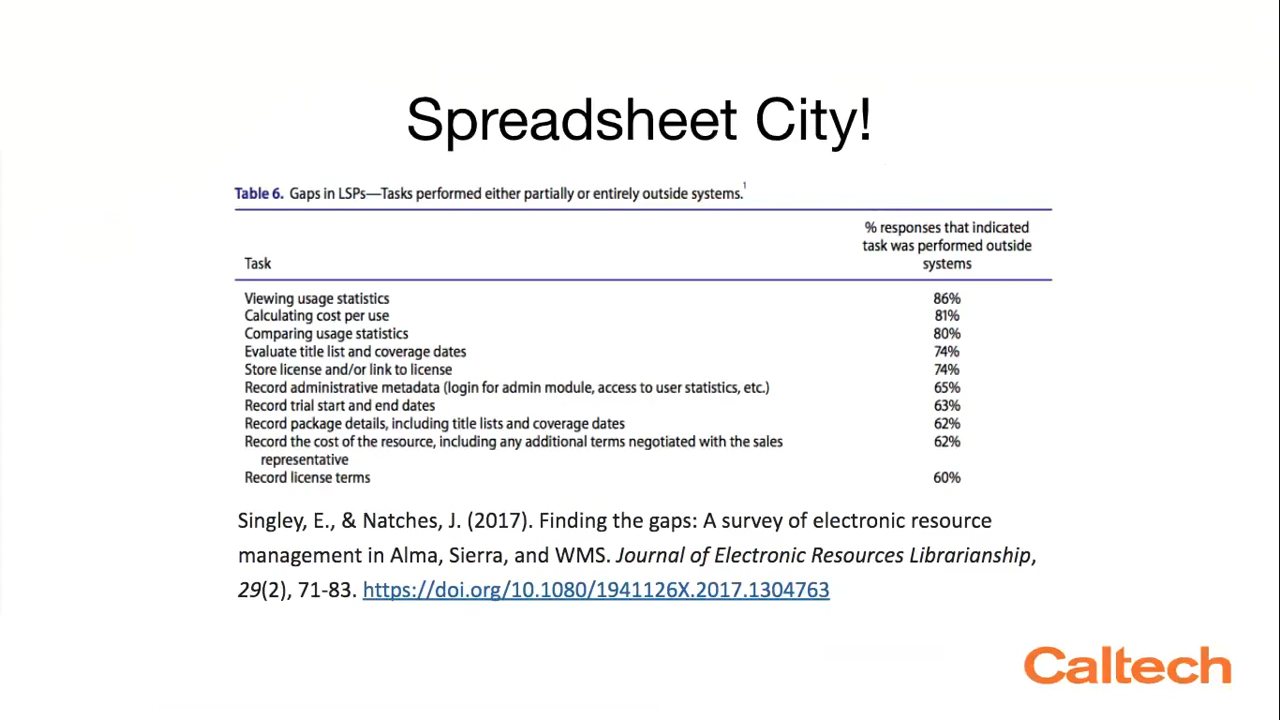 Spreadsheet City!
Table 6. Gaps in LSPs—Tasks performed either partially or entirely outside systems.1
% responses that indicated
task was performed outside
Task systems
Viewing usage statistics 86%
Calculating cost per use 81%
Comparing usage statistics 80%
Evaluate title list and coverage dates 74%
Store license and/or link to license 74%
Record administrative metadata (login for admin module, access to user statistics, etc.) 65%
Record trial start and end dates 63%
Record package details, including title lists and coverage dates 62%
Record the cost of the resource, including any additional terms negotiated with the sales 62%
representative
Record license terms 60%
Singley, E., & Natches, J. (2017). Finding the gaps: A survey of electronic resource
management in Alma, Sierra, and WMS. Journal of Electronic Resources Librarianship,
29(2), 71-83. https://doi.org/10.1080/1941126X.2017.1304763
Caltech